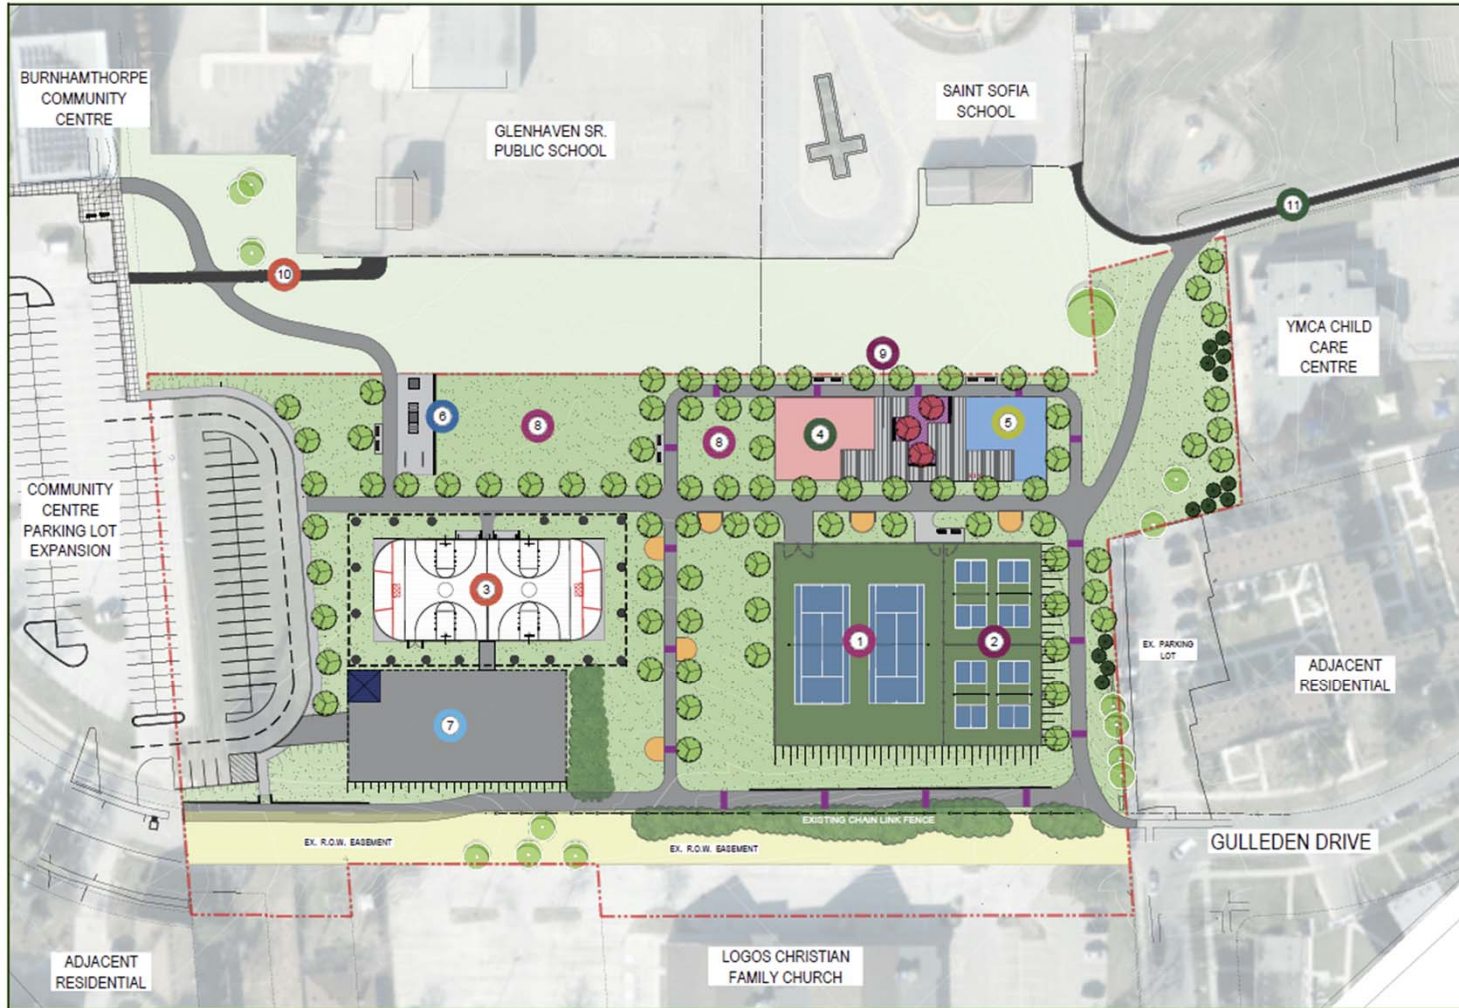 BURNHAMTHORPE
COMMUNITY
CENTRE
GLENHAVEN SR.
PUBLIC SCHOOL
SAINT SOFIA
SCHOOL
11
10
YMCA CHILD
CARE
CENTRE
9
6
8
8
4
5
COMMUNITY
CENTRE
PARKING LOT
EXPANSION
3
1
2
EX. PARKING
LOT
ADJACENT
RESIDENTIAL
7
EXISTING CHAIN LINK FENCE
EX. R.O.W. EASEMENT
EX. R.O.W. EASEMENT
GULLEDEN DRIVE
ADJACENT
RESIDENTIAL
LOGOS CHRISTIAN
FAMILY CHURCH